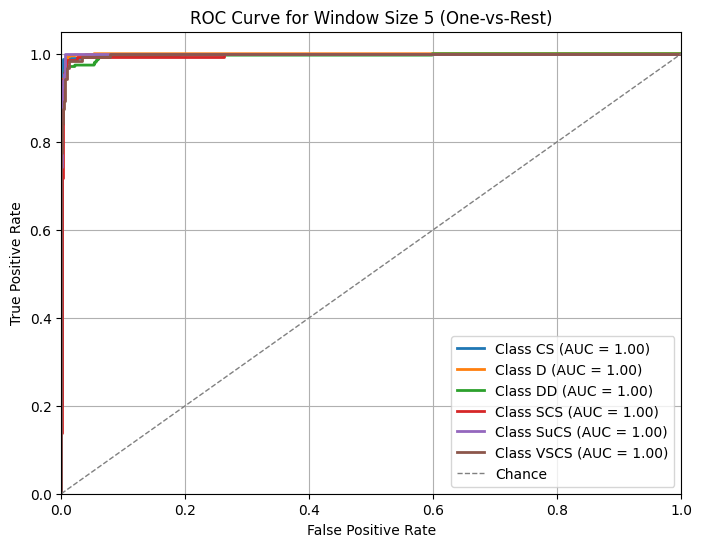 ROC Curve for Window Size 5 (One-vs-Rest)
True Positive Rate
1.0
0.8
0.6
0.4
0.2
0.0
Class CS (AUC = 1.00)
Class D (AUC = 1.00)
Class DD (AUC = 1.00)
Class SCS (AUC = 1.00)
Class SuCS (AUC = 1.00)
Class VSCS (AUC = 1.00)
Chance
0.0 0.2 0.4 0.6 0.8 1.0
False Positive Rate